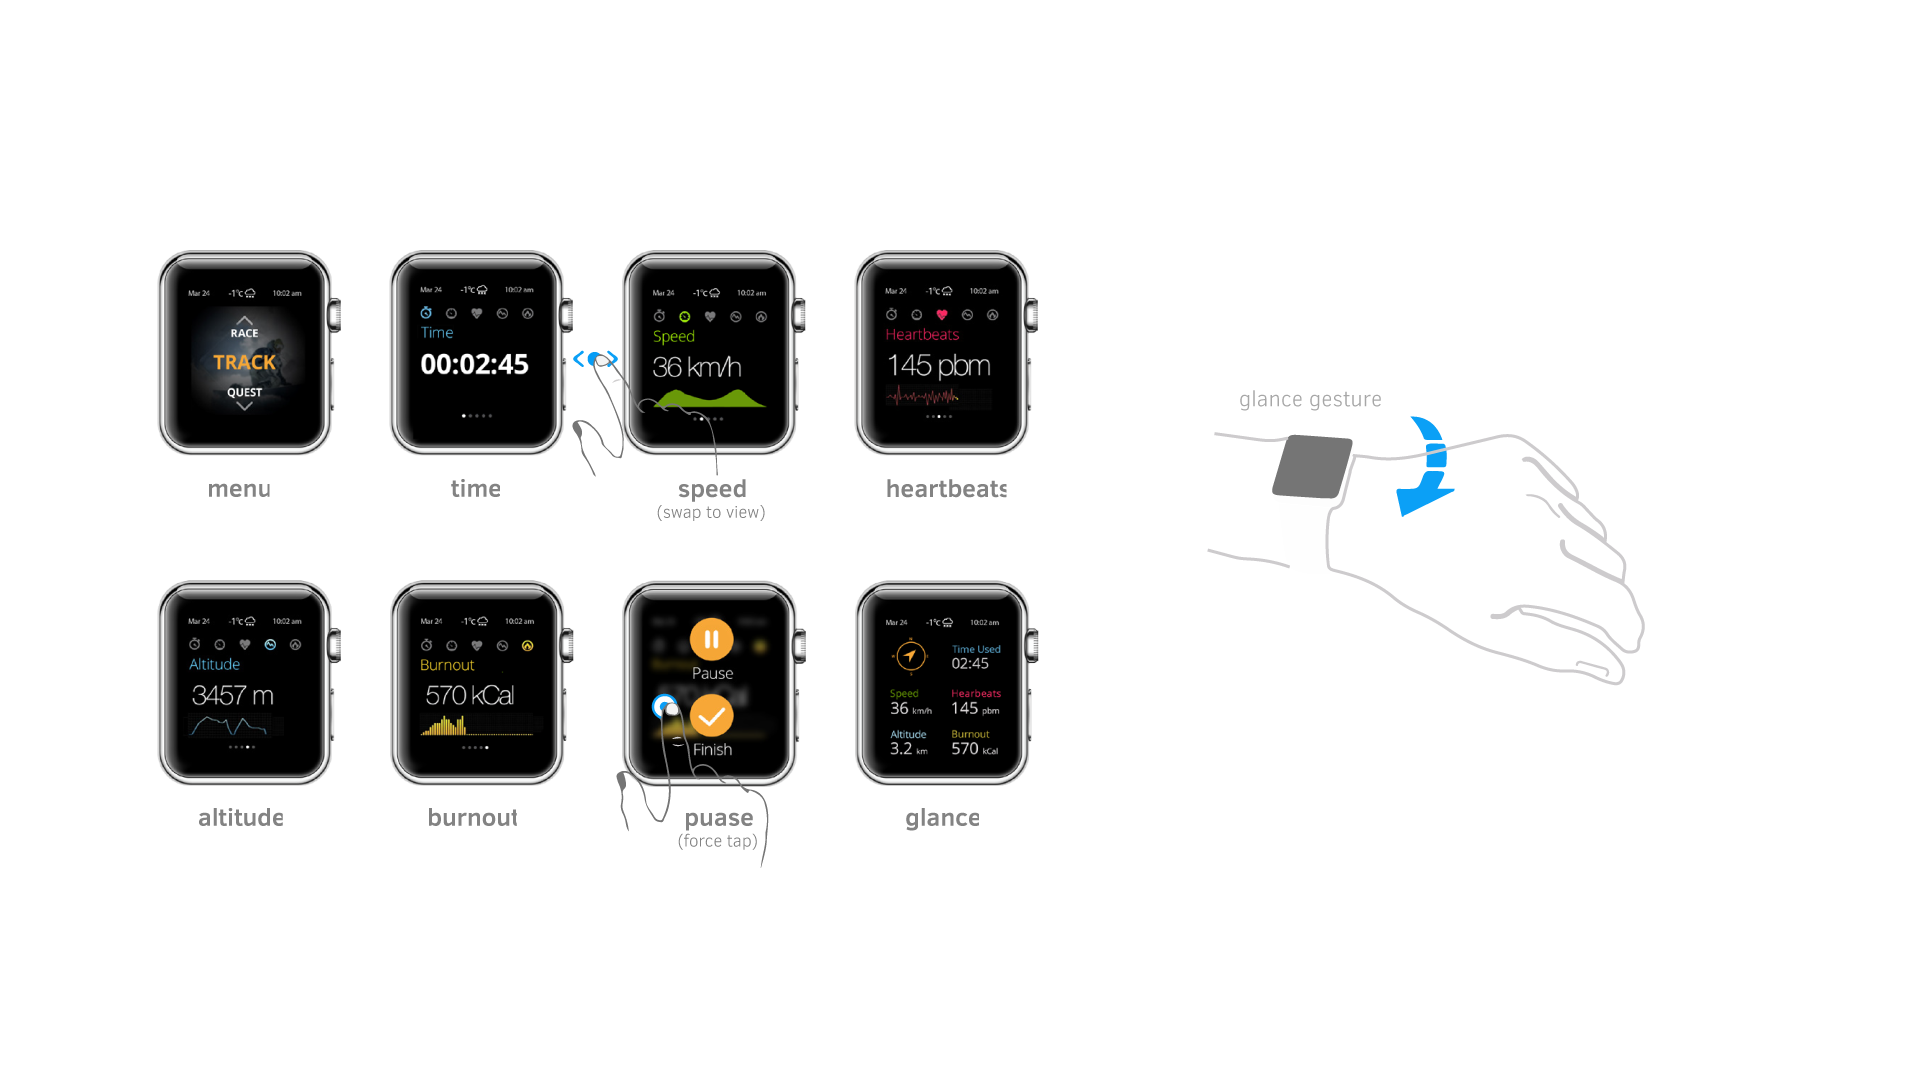 Mar 24 -1°c 10:02 am
RACE
TRACK
QUEST
menu
Mar 24 -1°c 10:02 am
Time
00:02:45
time
Mar 24 -1°c 10:02 am
Speed
36 km/h
speed
(swap to view)
Mar 24 -1°c 10:02 am
Heartbeats
145 pbm
heartbeats
glance gesture
Mar 24 -1°c 10:02 am
Altitude
3457 m
altitude
Mar 24 -1°c 10:02 am
Burnout
570 kCal
burnout
Pause
Finish
puase
(force tap)
Mar 24 -1°c 10:02 am
Time Used
02:45
Speed Hearbeats
36 km/h 145 pbm
Altitude Burnout
3.2 km 570 kCal
glance